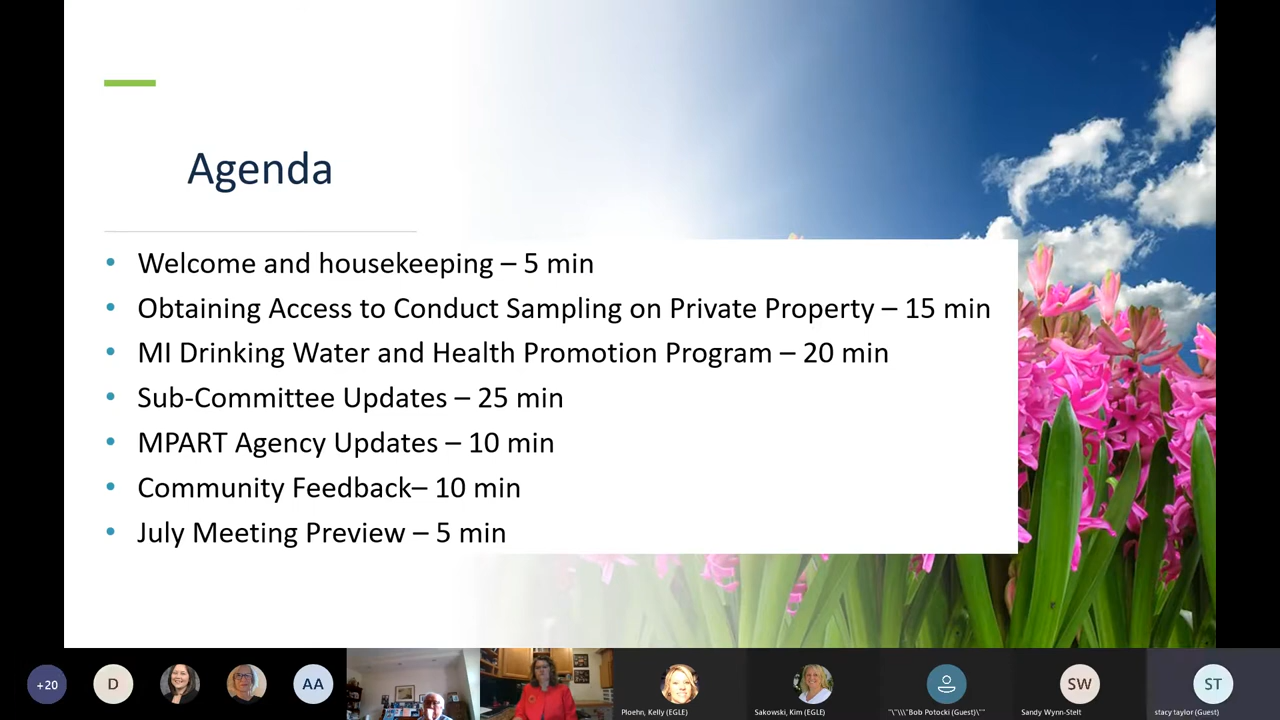 Agenda
• Welcome and housekeeping – 5 min
• Obtaining Access to Conduct Sampling on Private Property – 15 min
• MI Drinking Water and Health Promotion Program – 20 min
• Sub-Committee Updates – 25 min
• MPART Agency Updates – 10 min
• Community Feedback– 10 min
• July Meeting Preview – 5 min
+20
D
AA
Ploehn, Kelly (EGLE)
Sakowski, Kim (EGLE)
"\"\\\"Bob Potocki (Guest)\"
SW
Sandy Wynn-Stelt
ST
stacy taylor (Guest)